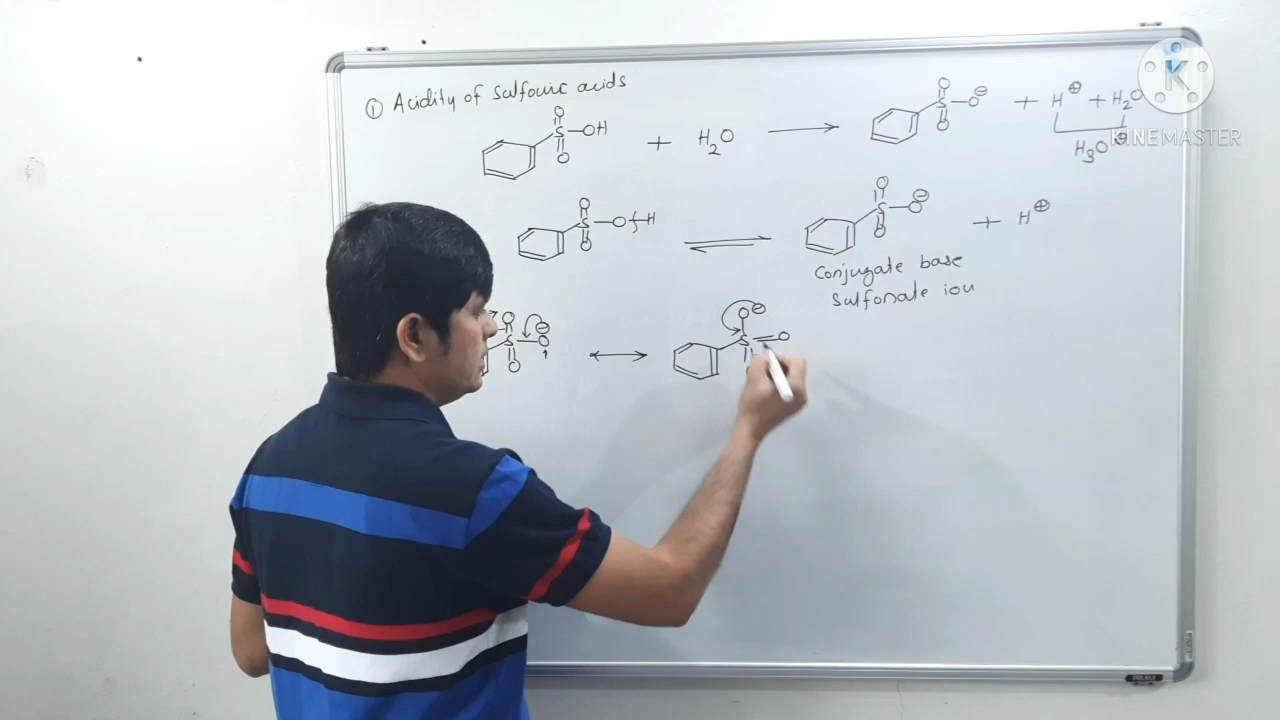 ① Acidity of Sulfonic acids
O
S
OH
O
+ H2O
O
S
O⊖
O
+ H⊕ + H2O
H3O⊕
O
S
O
H
O
O
S
O⊖
O
+ H⊕
Conjugate base
Sulfonate ion
O
S
O⊖
O
O⊖
S
O
K
KINEMASTER